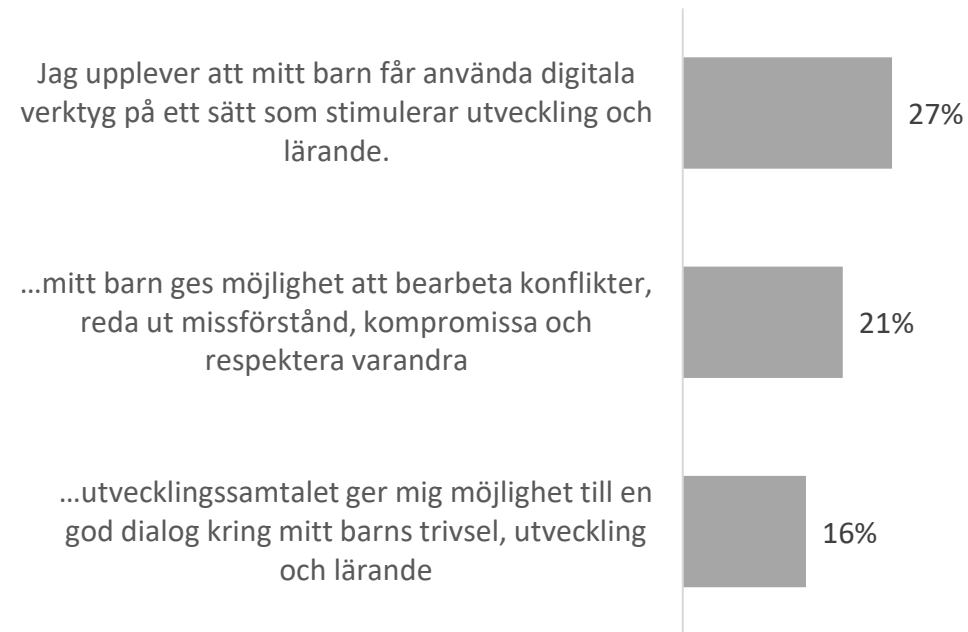 Jag upplever att mitt barn får använda digitala
verktyg på ett sätt som stimulerar utveckling och
lärande.
27%
…mitt barn ges möjlighet att bearbeta konflikter,
reda ut missförstånd, kompromissa och
respektera varandra
21%
…utvecklingssamtalet ger mig möjlighet till en
god dialog kring mitt barns trivsel, utveckling
och lärande
16%